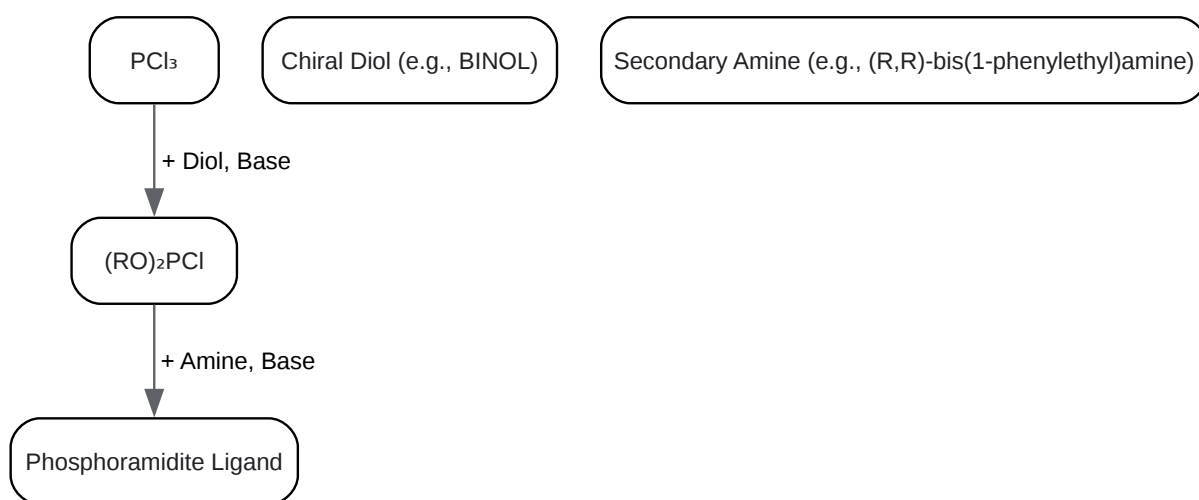 PCl₃
Chiral Diol (e.g., BINOL)
Secondary Amine (e.g., (R,R)-bis(1-phenylethyl)amine)
+ Diol, Base
(RO)₂PCl
+ Amine, Base
Phosphoramidite Ligand